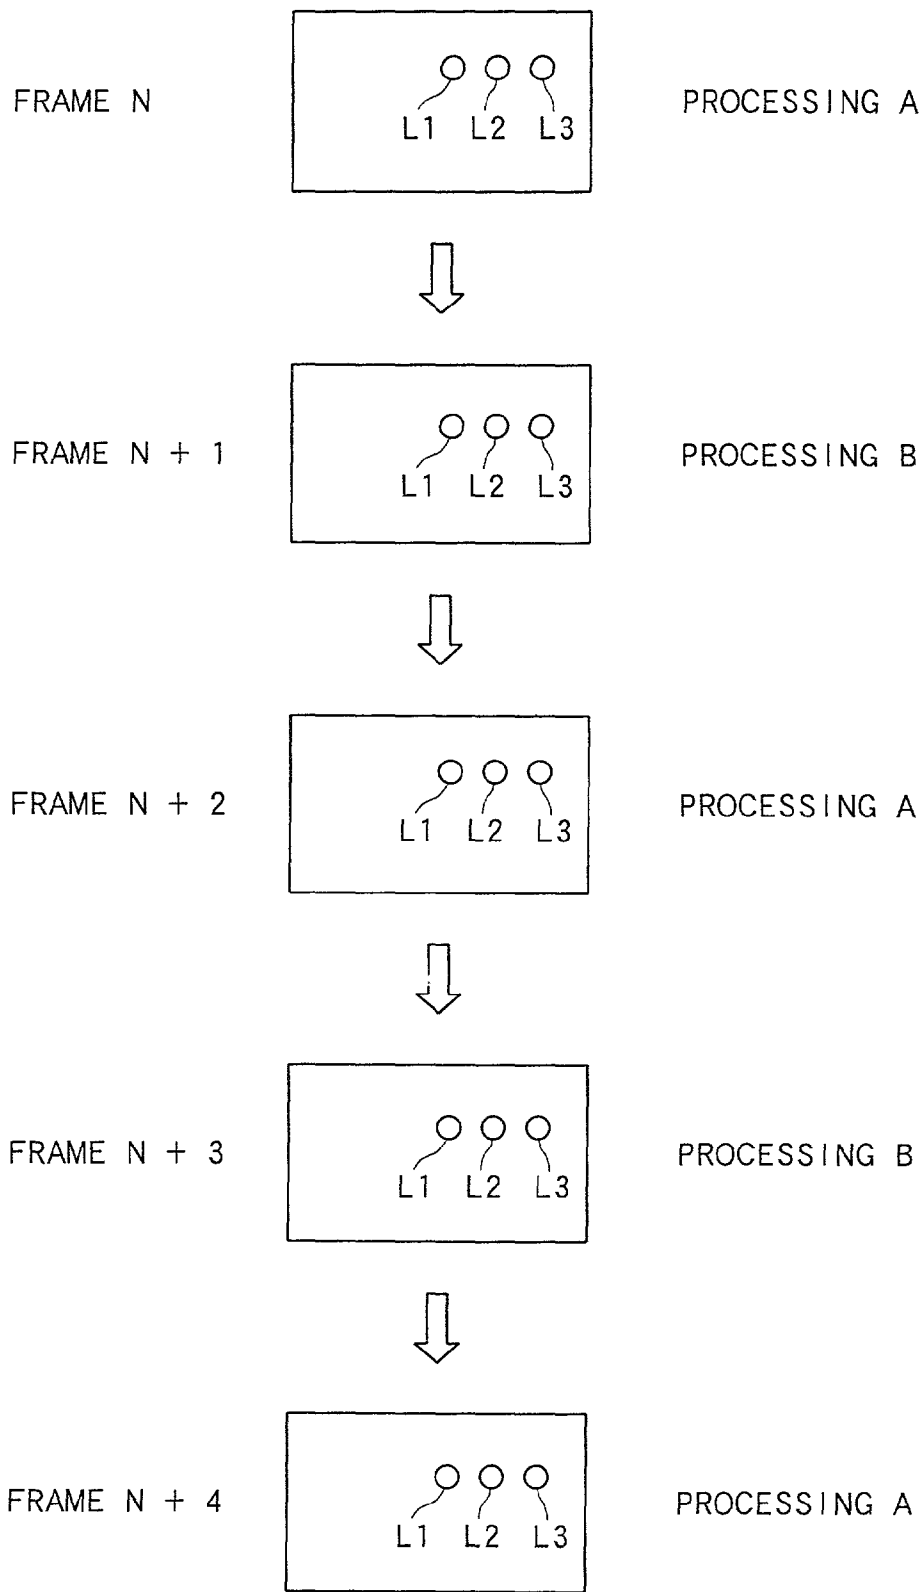 FRAME N
L1 L2 L3
PROCESSING A
FRAME N + 1
L1 L2 L3
PROCESSING B
FRAME N + 2
L1 L2 L3
PROCESSING A
FRAME N + 3
L1 L2 L3
PROCESSING B
FRAME N + 4
L1 L2 L3
PROCESSING A